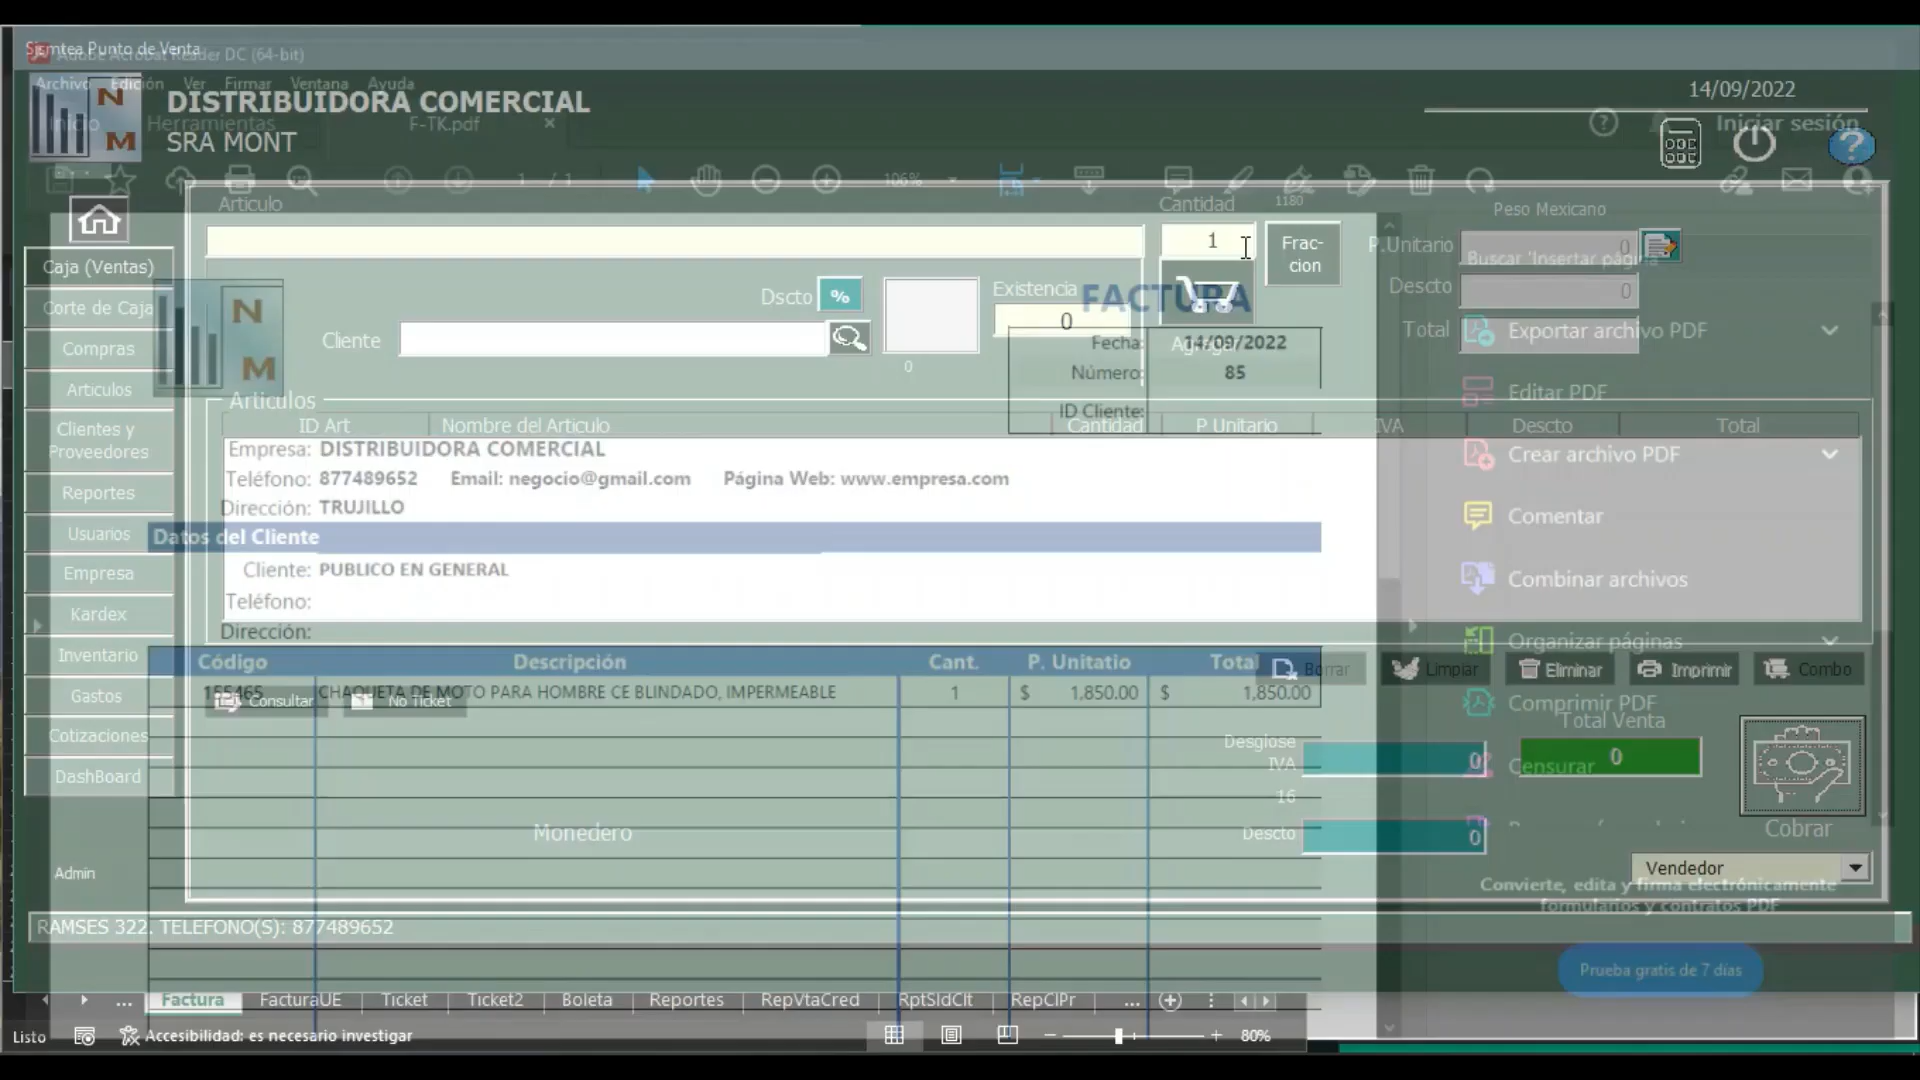 Sismtea Punto de Venta
Adobe Acrobat Reader DC (64-bit)
Archivo Edición Ver Firmar Ventana Ayuda
Inicio Herramientas F-TK.pdf ×
N
M
DISTRIBUIDORA COMERCIAL
SRA MONT
14/09/2022
Iniciar sesión
1 / 1
106%
Articulo
Cantidad
1180
Peso Mexicano
1
Frac-
cion
P.Unitario 0
Buscar 'Insertar página
Descto 0
Total
Dscto %
Existencia
0
Cliente
0
FACTURA
Agregar
Fecha: 14/09/2022
Número: 85
ID Cliente:
Caja (Ventas)
Corte de Caja
Compras
Articulos
Clientes y
Proveedores
Reportes
Usuarios
Empresa
Kardex
Inventario
Gastos
Cotizaciones
DashBoard
Admin
N
M
Articulos
ID Art Nombre del Articulo Cantidad P.Unitario IVA Descto Total
Empresa: DISTRIBUIDORA COMERCIAL
Teléfono: 877489652 Email: negocio@gmail.com Página Web: www.empresa.com
Dirección: TRUJILLO
Datos del Cliente
Cliente: PUBLICO EN GENERAL
Teléfono:
Dirección:
Código Descripción Cant. P. Unitatio Total
155465 CHAQUETA DE MOTO PARA HOMBRE CE BLINDADO, IMPERMEABLE 1 $ 1,850.00 $ 1,850.00
Consultar No Ticket
Borrar Limpiar Eliminar Imprimir Combo
Exportar archivo PDF
Editar PDF
Crear archivo PDF
Comentar
Combinar archivos
Organizar páginas
Comprimir PDF
Censurar
Total Venta
0
Desglose
IVA 0
16
Descto 0
Monedero
Cobrar
Vendedor
Convierte, edita y firma electrónicamente
formularios y contratos PDF
Prueba gratis de 7 días
RAMSES 322. TELEFONO(S): 877489652
... Factura FacturaUE Ticket Ticket2 Boleta Reportes RepVtaCred RptSldClt RepClPr ...
Listo Accesibilidad: es necesario investigar 80%